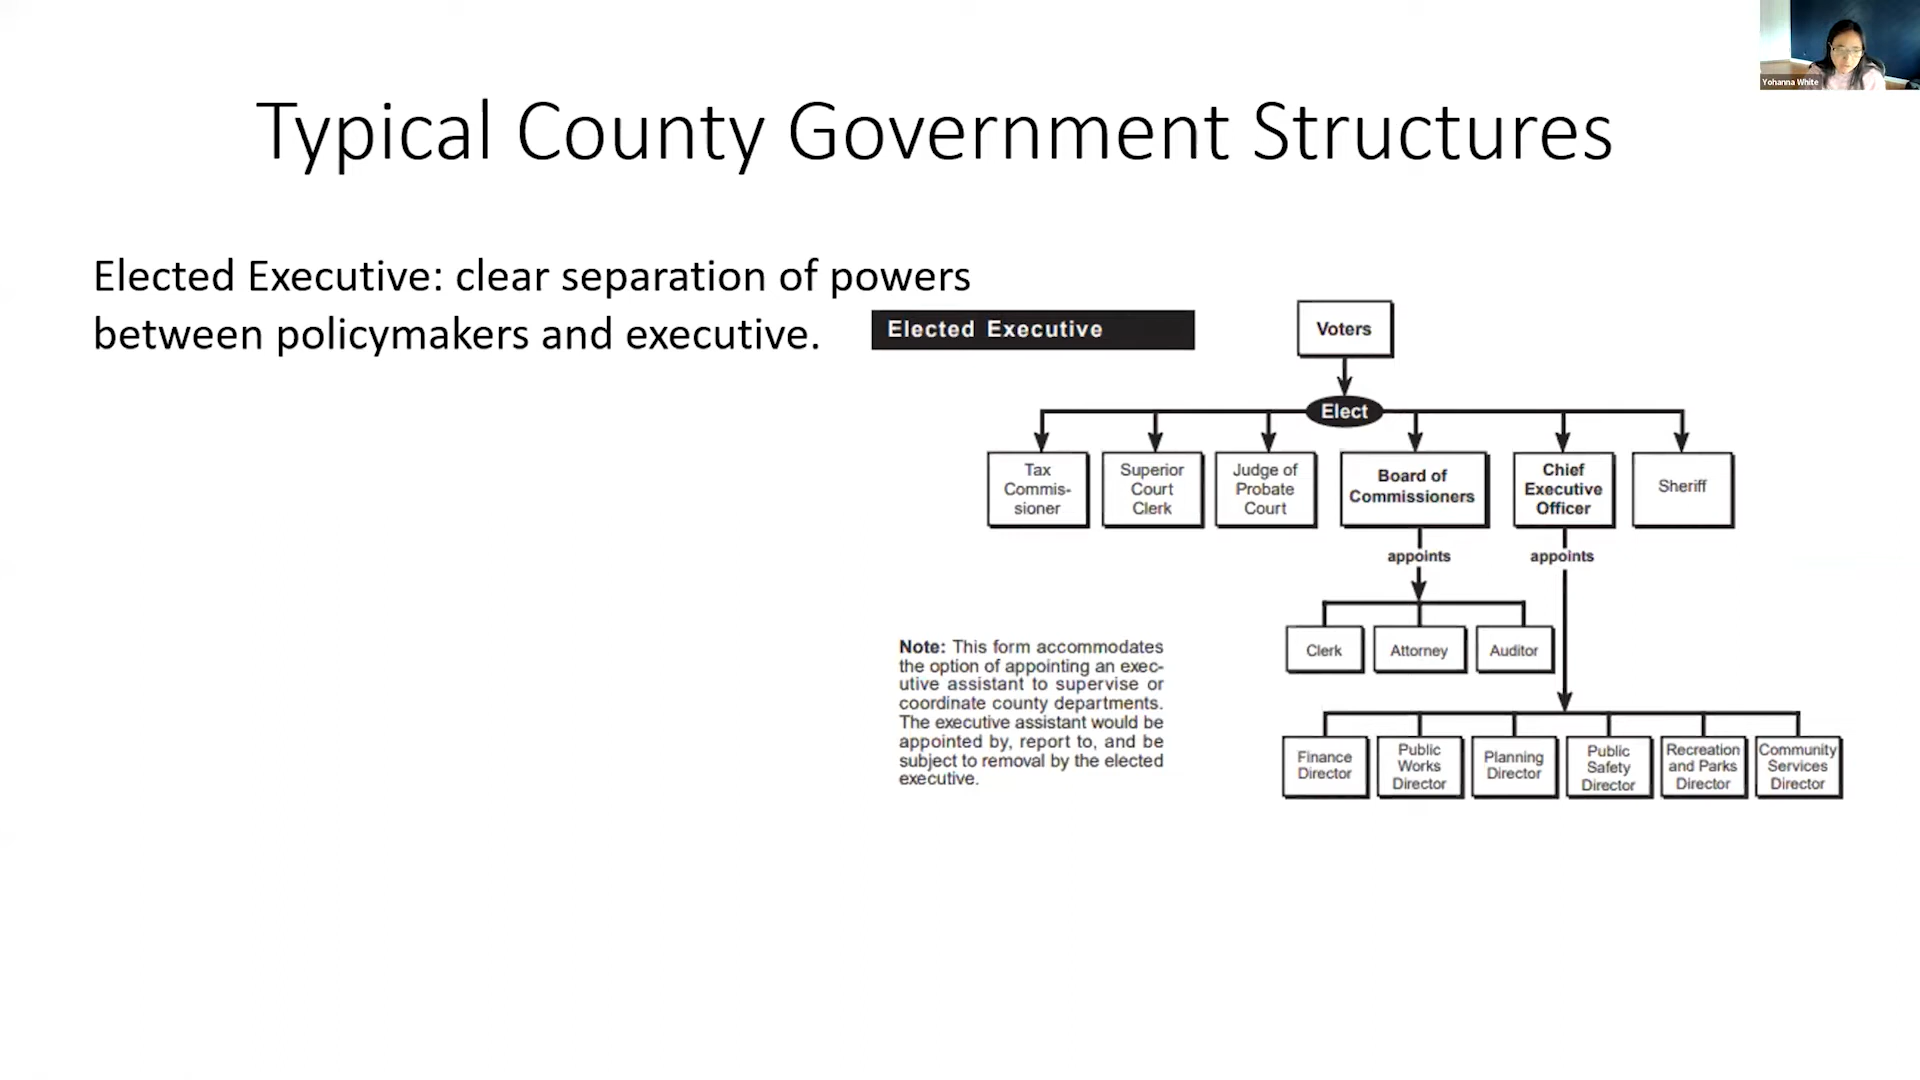 Yohanna White
Typical County Government Structures
Elected Executive: clear separation of powers
between policymakers and executive.
Elected Executive
Voters
Elect
Tax
Commis-
sioner
Superior
Court
Clerk
Judge of
Probate
Court
Board of
Commissioners
Chief
Executive
Officer
Sheriff
appoints
appoints
Clerk
Attorney
Auditor
Note: This form accommodates
the option of appointing an exec-
utive assistant to supervise or
coordinate county departments.
The executive assistant would be
appointed by, report to, and be
subject to removal by the elected
executive.
Finance
Director
Public
Works
Director
Planning
Director
Public
Safety
Director
Recreation
and Parks
Director
Community
Services
Director